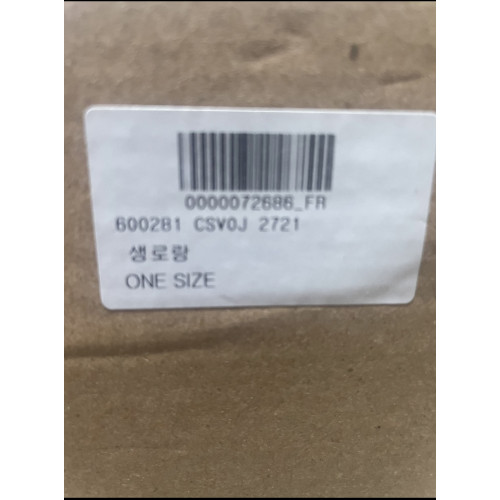 0000072686_FR
600281 CSV0J 2721
생로랑
ONE SIZE